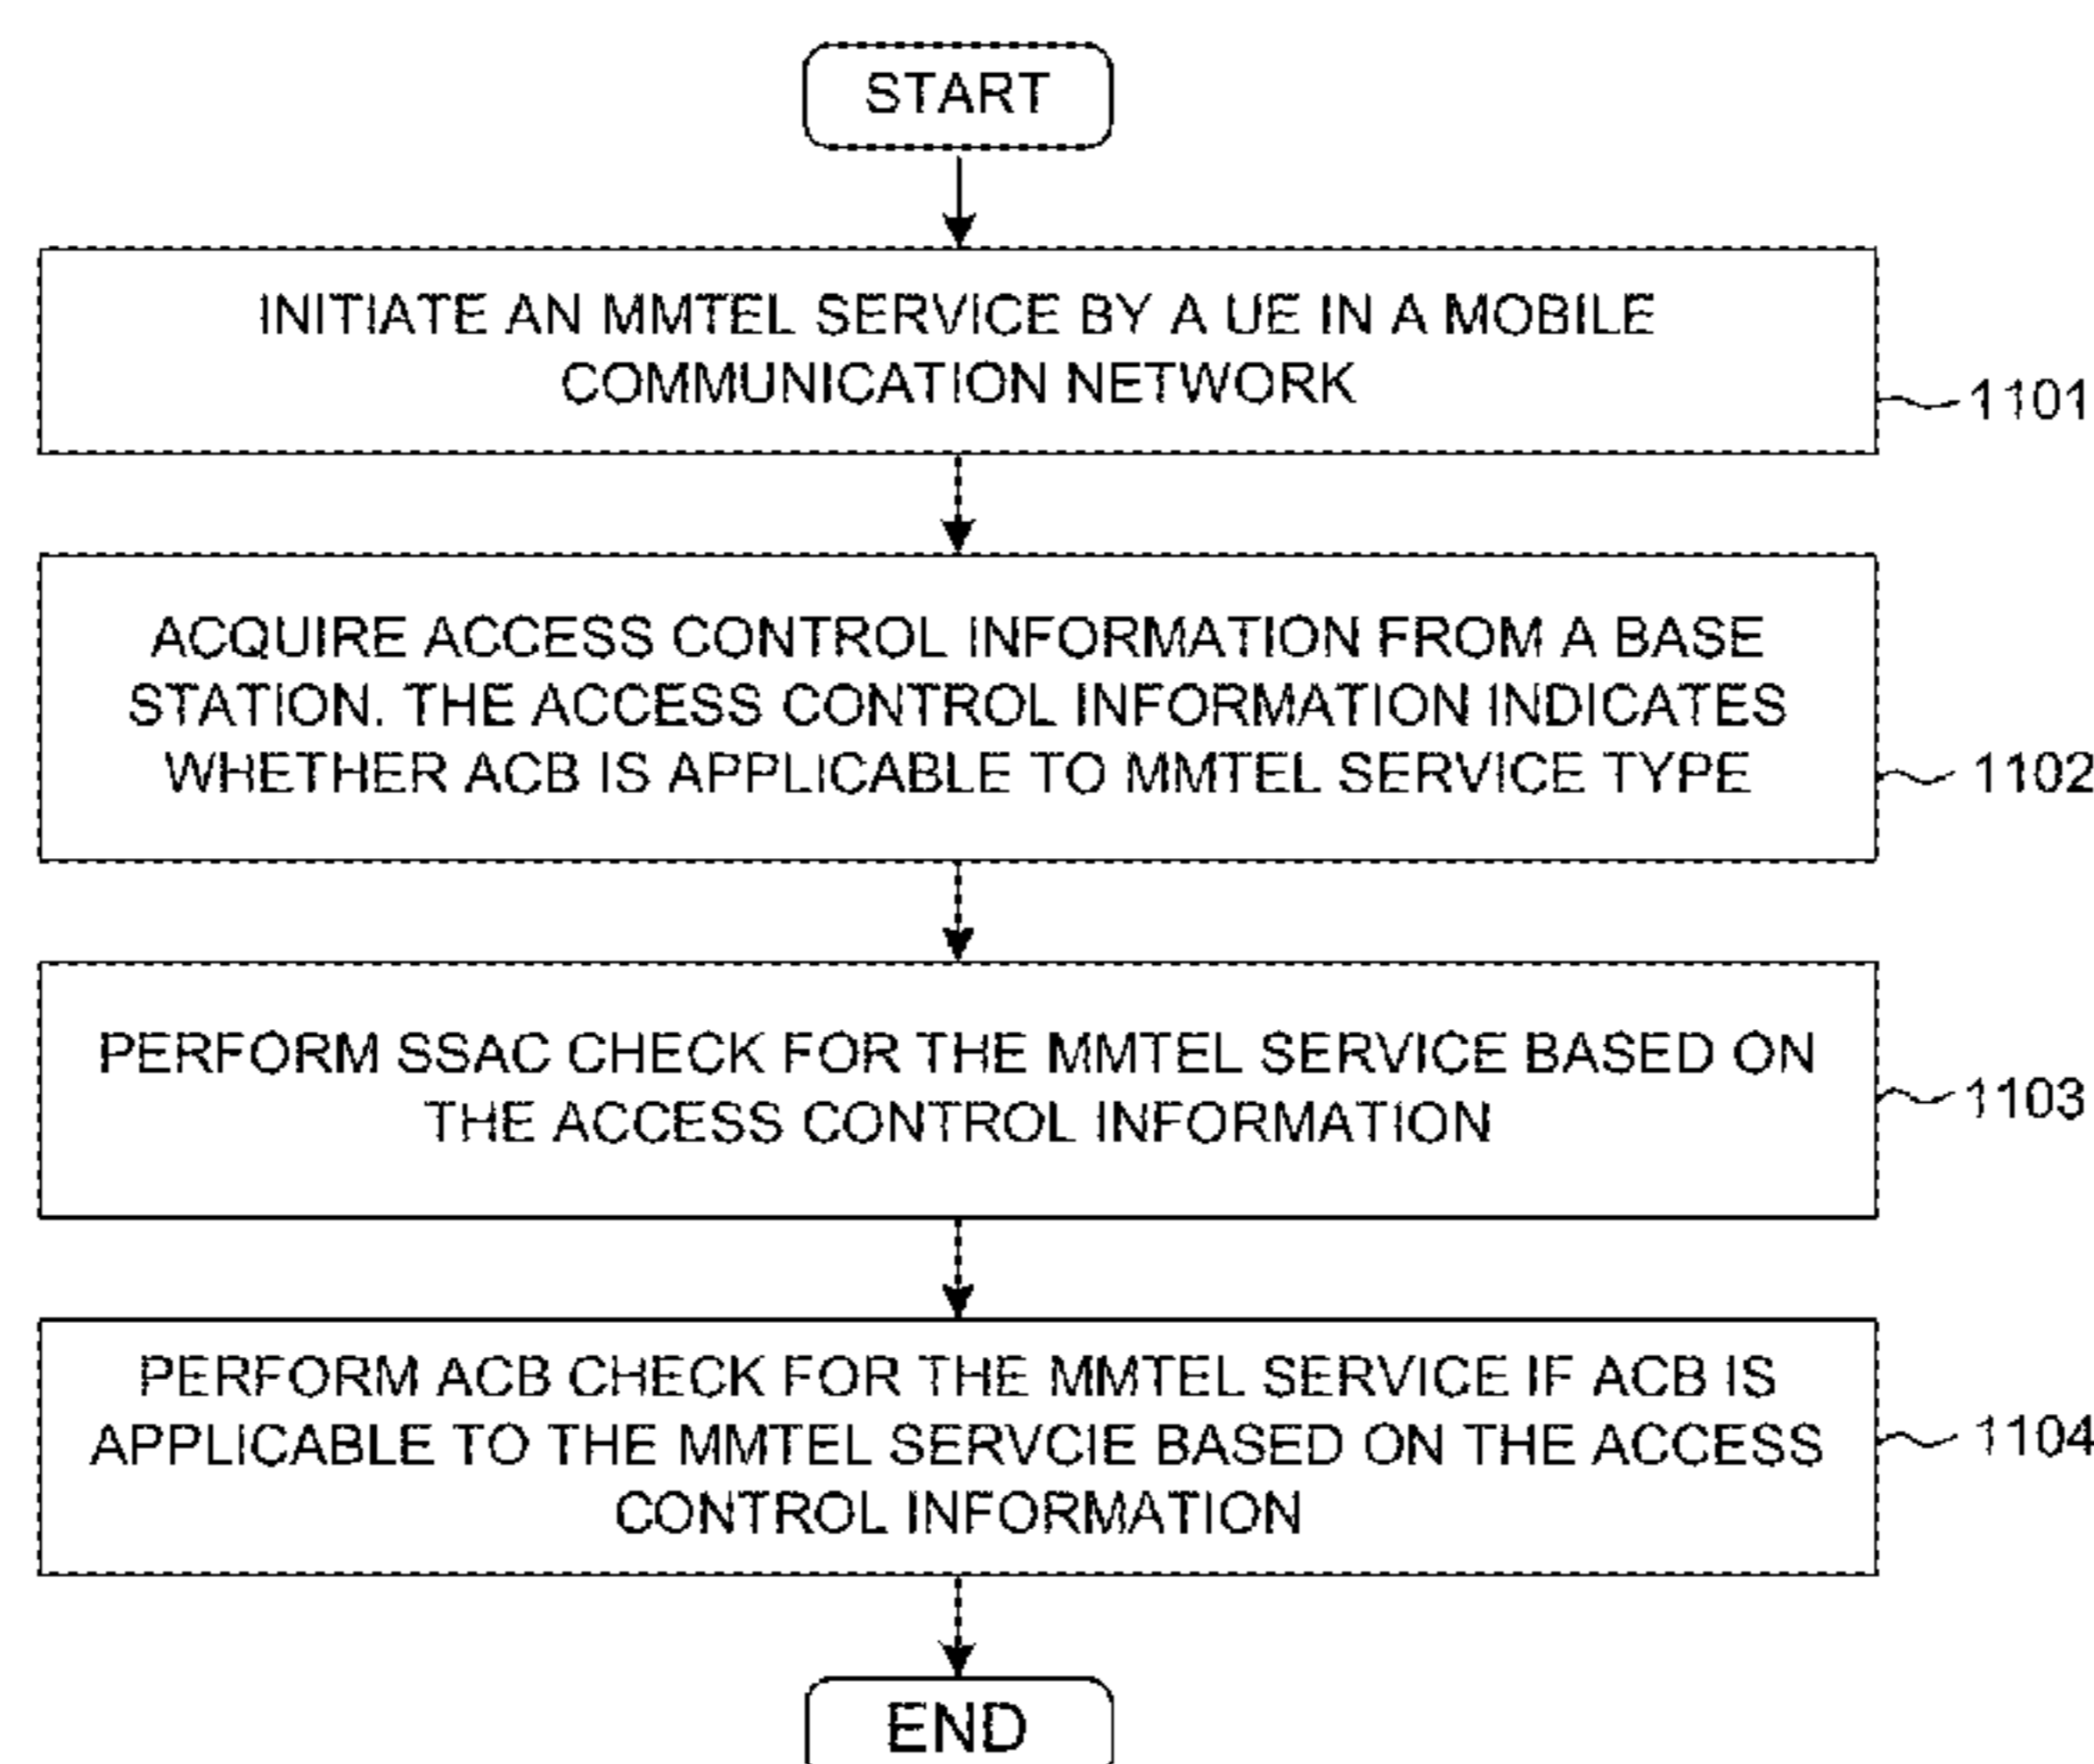 START
INITIATE AN MMTEL SERVICE BY A UE IN A MOBILE
COMMUNICATION NETWORK
1101
ACQUIRE ACCESS CONTROL INFORMATION FROM A BASE
STATION. THE ACCESS CONTROL INFORMATION INDICATES
WHETHER ACB IS APPLICABLE TO MMTEL SERVICE TYPE
1102
PERFORM SSAC CHECK FOR THE MMTEL SERVICE BASED ON
THE ACCESS CONTROL INFORMATION
1103
PERFORM ACB CHECK FOR THE MMTEL SERVICE IF ACB IS
APPLICABLE TO THE MMTEL SERVCIE BASED ON THE ACCESS
CONTROL INFORMATION
1104
END